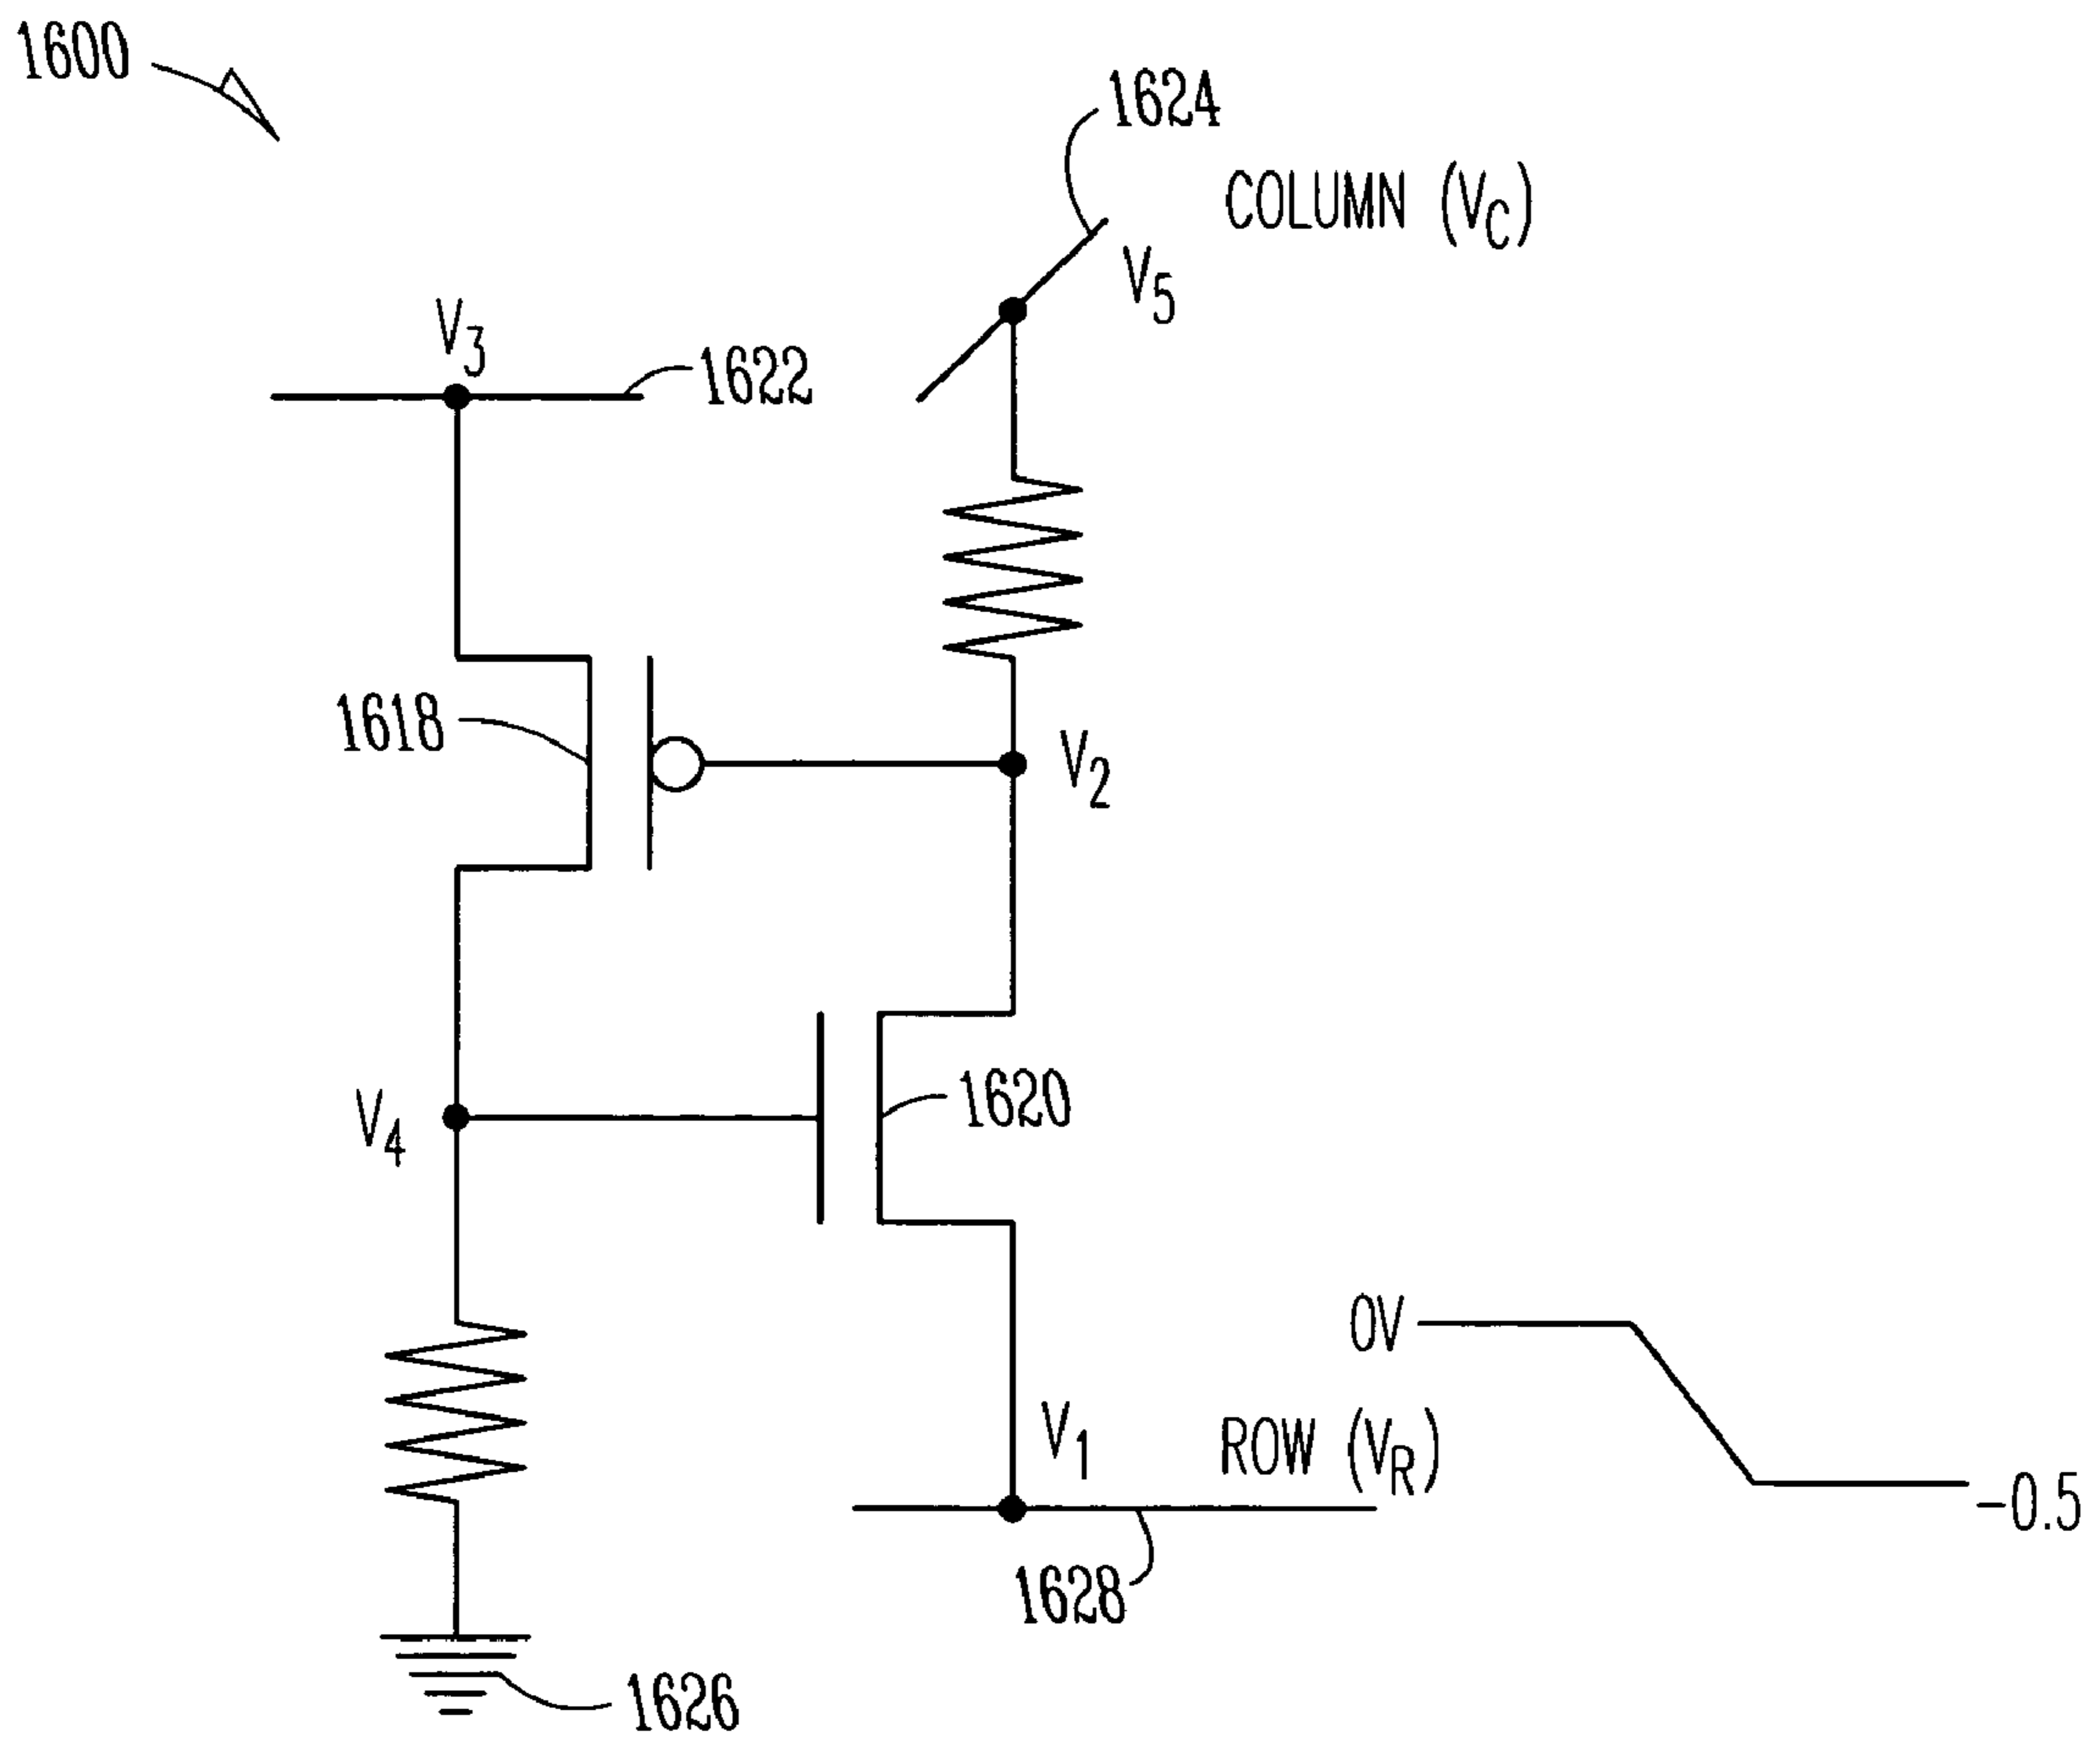 1600
1624
COLUMN (VC)
V5
V3
1622
1618
V2
V4
1620
0V
V1
ROW (VR)
-0.5
1628
1626